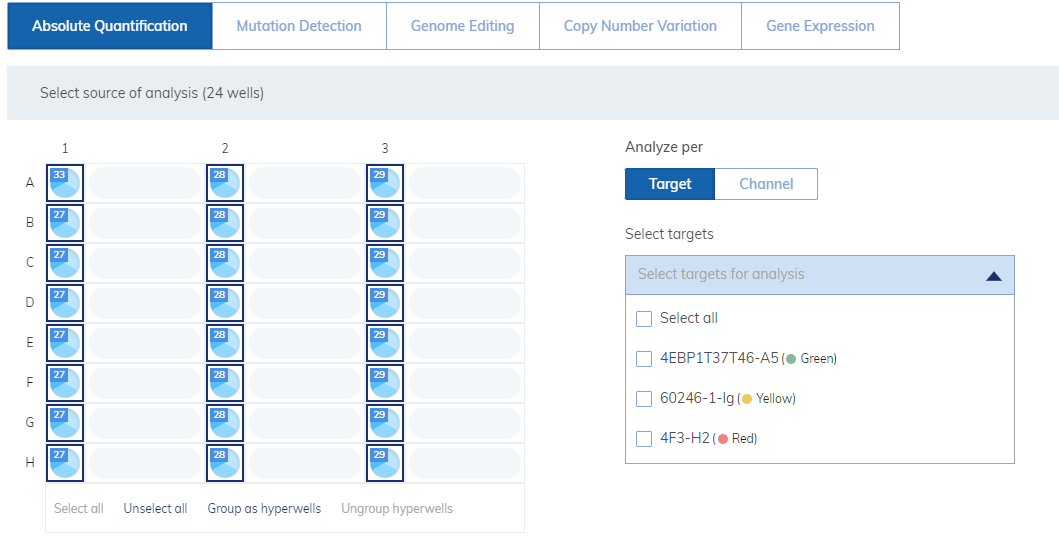 Absolute Quantification Mutation Detection Genome Editing Copy Number Variation Gene Expression
Select source of analysis (24 wells)
1 2 3
A 33 28 29
B 27 28 29
C 27 28 29
D 27 28 29
E 27 28 29
F 27 28 29
G 27 28 29
H 27 28 29
Select all Unselect all Group as hyperwells Ungroup hyperwells
Analyze per
Target Channel
Select targets
Select targets for analysis
Select all
4EBP1T37T46-A5 ( Green)
60246-1-Ig ( Yellow)
4F3-H2 ( Red)